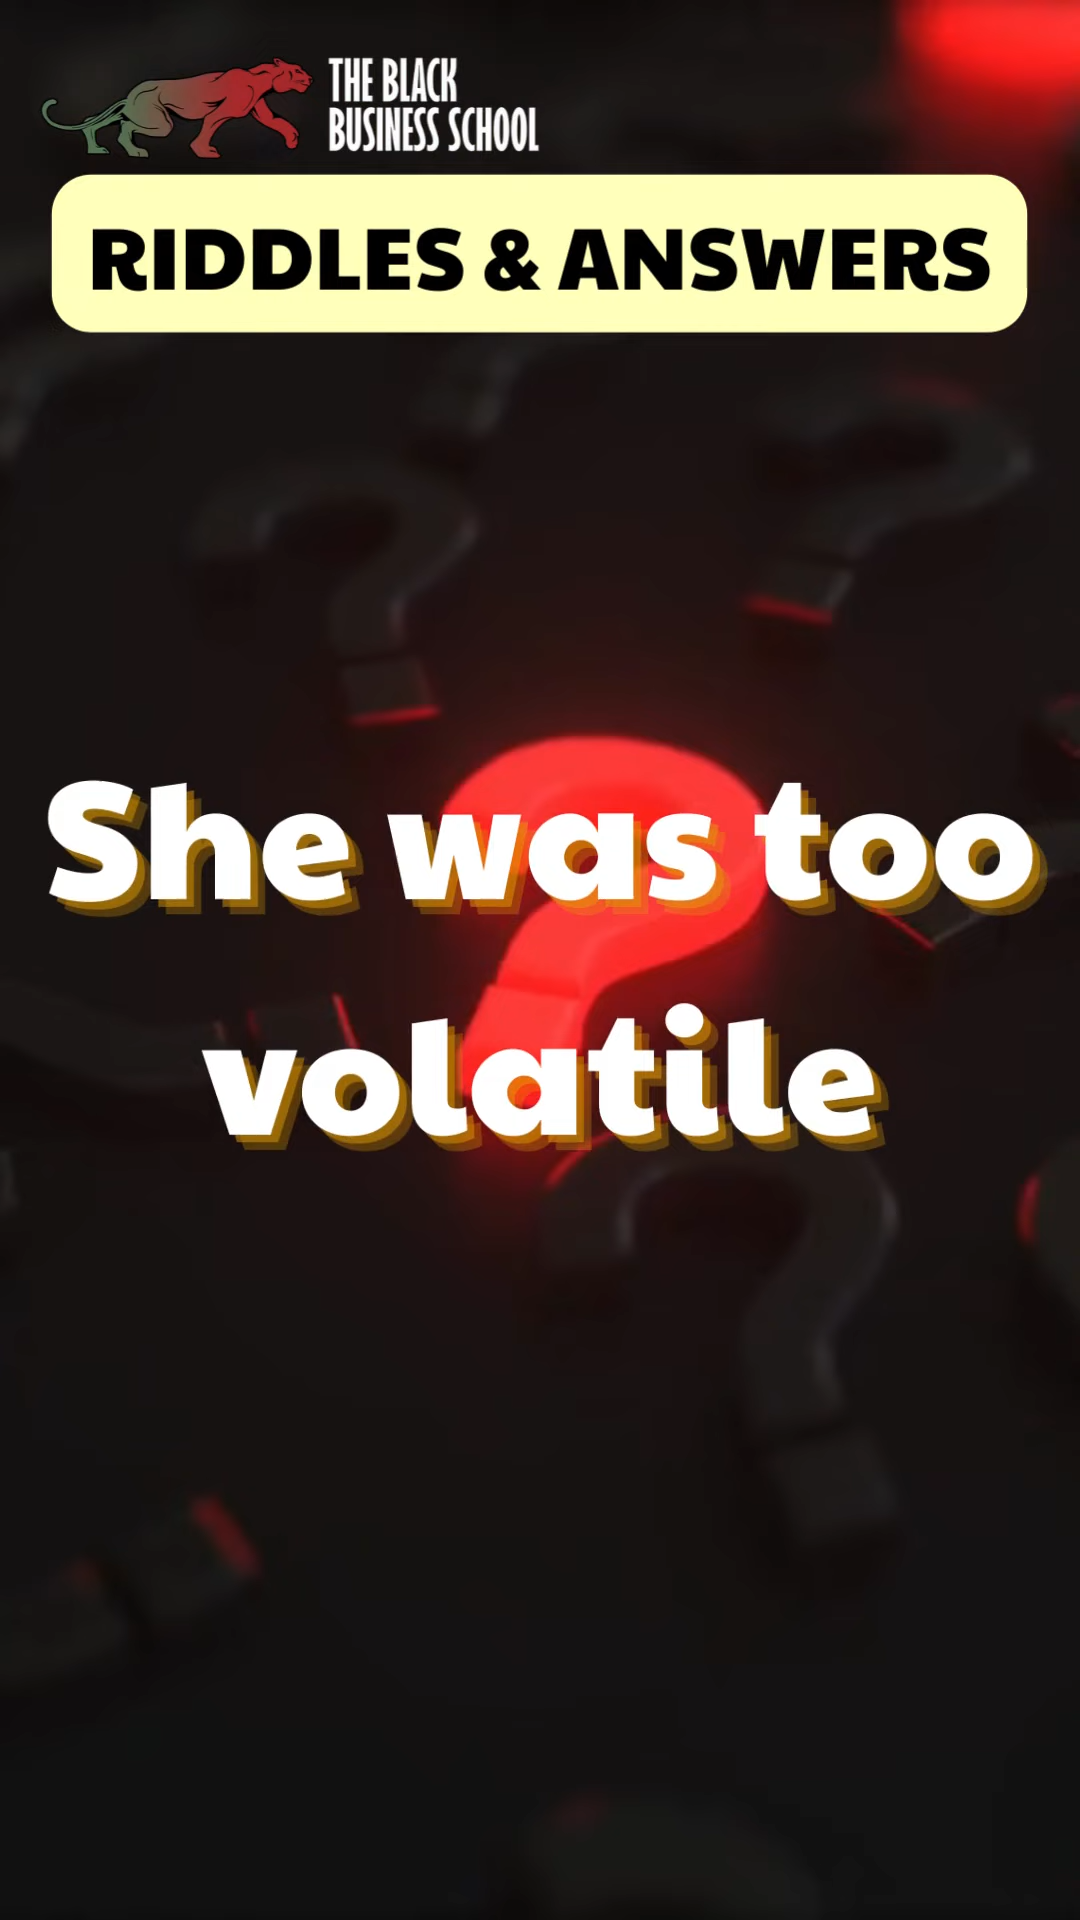 THE BLACK
BUSINESS SCHOOL
RIDDLES & ANSWERS
She was too
volatile